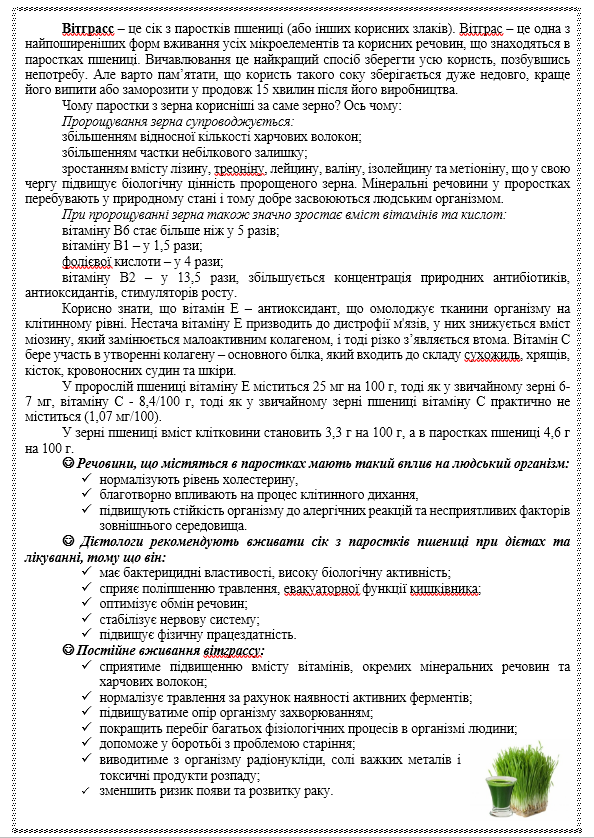 Вітграсс – це сік з паростків пшениці (або інших корисних злаків). Вітграс – це одна з
найпоширеніших форм вживання усіх мікроелементів та корисних речовин, що знаходяться в
паростках пшениці. Вичавлювання це найкращий спосіб зберегти усю користь, позбувшись
непотребу. Але варто пам’ятати, що користь такого соку зберігається дуже недовго, краще
його випити або заморозити у продовж 15 хвилин після його виробництва.
Чому паростки з зерна корисніші за саме зерно? Ось чому:
Пророщування зерна супроводжується:
збільшенням відносної кількості харчових волокон;
збільшенням частки небілкового залишку;
зростанням вмісту лізину, треоніну, лейцину, валіну, ізолейцину та метіоніну, що у свою
чергу підвищує біологічну цінність пророщеного зерна. Мінеральні речовини у проростках
перебувають у природному стані і тому добре засвоюються людським організмом.
При пророщуванні зерна також значно зростає вміст вітамінів та кислот:
вітаміну В6 стає більше ніж у 5 разів;
вітаміну В1 – у 1,5 рази;
фолієвої кислоти – у 4 рази;
вітаміну В2 – у 13,5 рази, збільшується концентрація природних антибіотиків,
антиоксидантів, стимуляторів росту.
Корисно знати, що вітамін Е – антиоксидант, що омолоджує тканини організму на
клітинному рівні. Нестача вітаміну Е призводить до дистрофії м'язів, у них знижується вміст
міозину, який замінюється малоактивним колагеном, і тоді різко з’являється втома. Вітамін С
бере участь в утворенні колагену – основного білка, який входить до складу сухожиль, хрящів,
кісток, кровоносних судин та шкіри.
У пророслій пшениці вітаміну Е міститься 25 мг на 100 г, тоді як у звичайному зерні 6-
7 мг, вітаміну С - 8,4/100 г, тоді як у звичайному зерні пшениці вітаміну С практично не
міститься (1,07 мг/100).
У зерні пшениці вміст клітковини становить 3,3 г на 100 г, а в паростках пшениці 4,6 г
на 100 г.
☺ Речовини, що містяться в паростках мають такий вплив на людський організм:
✓ нормалізують рівень холестерину,
✓ благотворно впливають на процес клітинного дихання,
✓ підвищують стійкість організму до алергічних реакцій та несприятливих факторів
зовнішнього середовища.
☺ Дієтологи рекомендують вживати сік з паростків пшениці при дієтах та
лікуванні, тому що він:
✓ має бактерицидні властивості, високу біологічну активність;
✓ сприяє поліпшенню травлення, евакуаторної функції кишківника;
✓ оптимізує обмін речовин;
✓ стабілізує нервову систему;
✓ підвищує фізичну працездатність.
☺ Постійне вживання вітграссу:
✓ сприятиме підвищенню вмісту вітамінів, окремих мінеральних речовин та
харчових волокон;
✓ нормалізує травлення за рахунок наявності активних ферментів;
✓ підвищуватиме опір організму захворюванням;
✓ покращить перебіг багатьох фізіологічних процесів в організмі людини;
✓ допоможе у боротьбі з проблемою старіння;
✓ виводитиме з організму радіонукліди, солі важких металів і
токсичні продукти розпаду;
✓ зменшить ризик появи та розвитку раку.